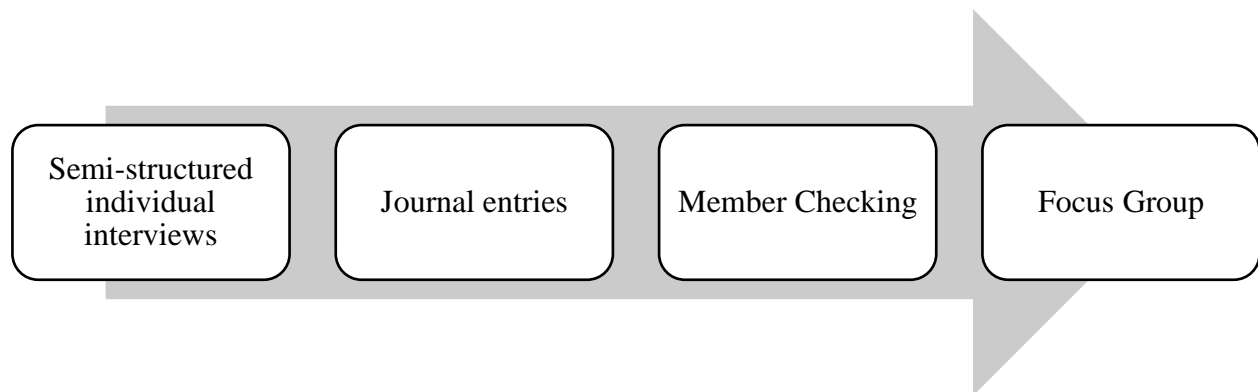 Semi-structured
individual
interviews
Journal entries
Member Checking
Focus Group